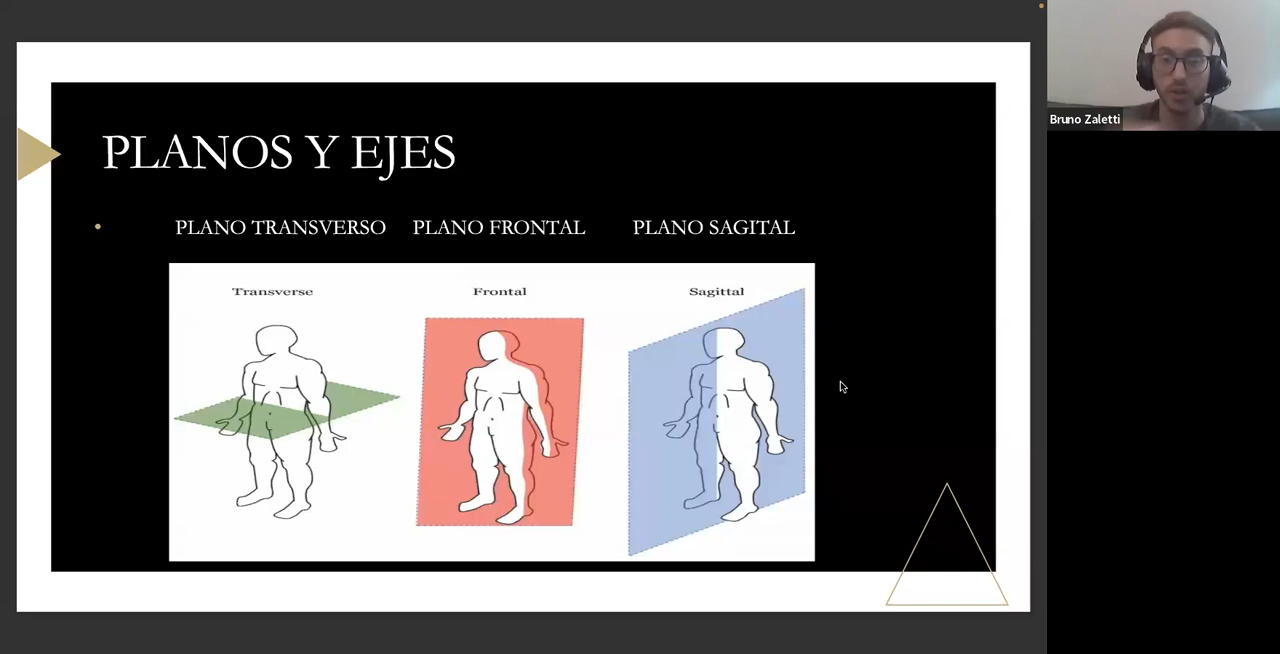 PLANOS Y EJES
PLANO TRANSVERSO PLANO FRONTAL PLANO SAGITAL
Transverse Frontal Sagittal
Bruno Zaletti